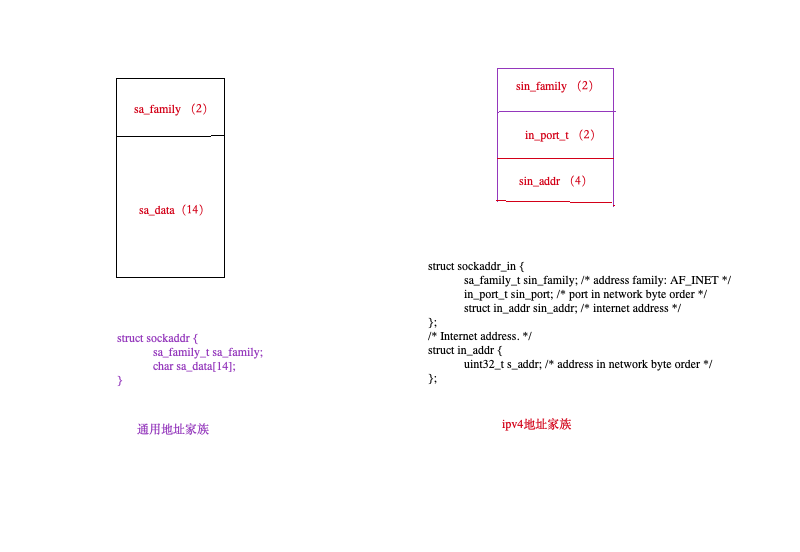 sa_family （2）
sa_data（14）
struct sockaddr {
sa_family_t sa_family;
char sa_data[14];
}
通用地址家族
sin_family （2）
in_port_t （2）
sin_addr （4）
struct sockaddr_in {
sa_family_t sin_family; /* address family: AF_INET */
in_port_t sin_port; /* port in network byte order */
struct in_addr sin_addr; /* internet address */
};
/* Internet address. */
struct in_addr {
uint32_t s_addr; /* address in network byte order */
};
ipv4地址家族